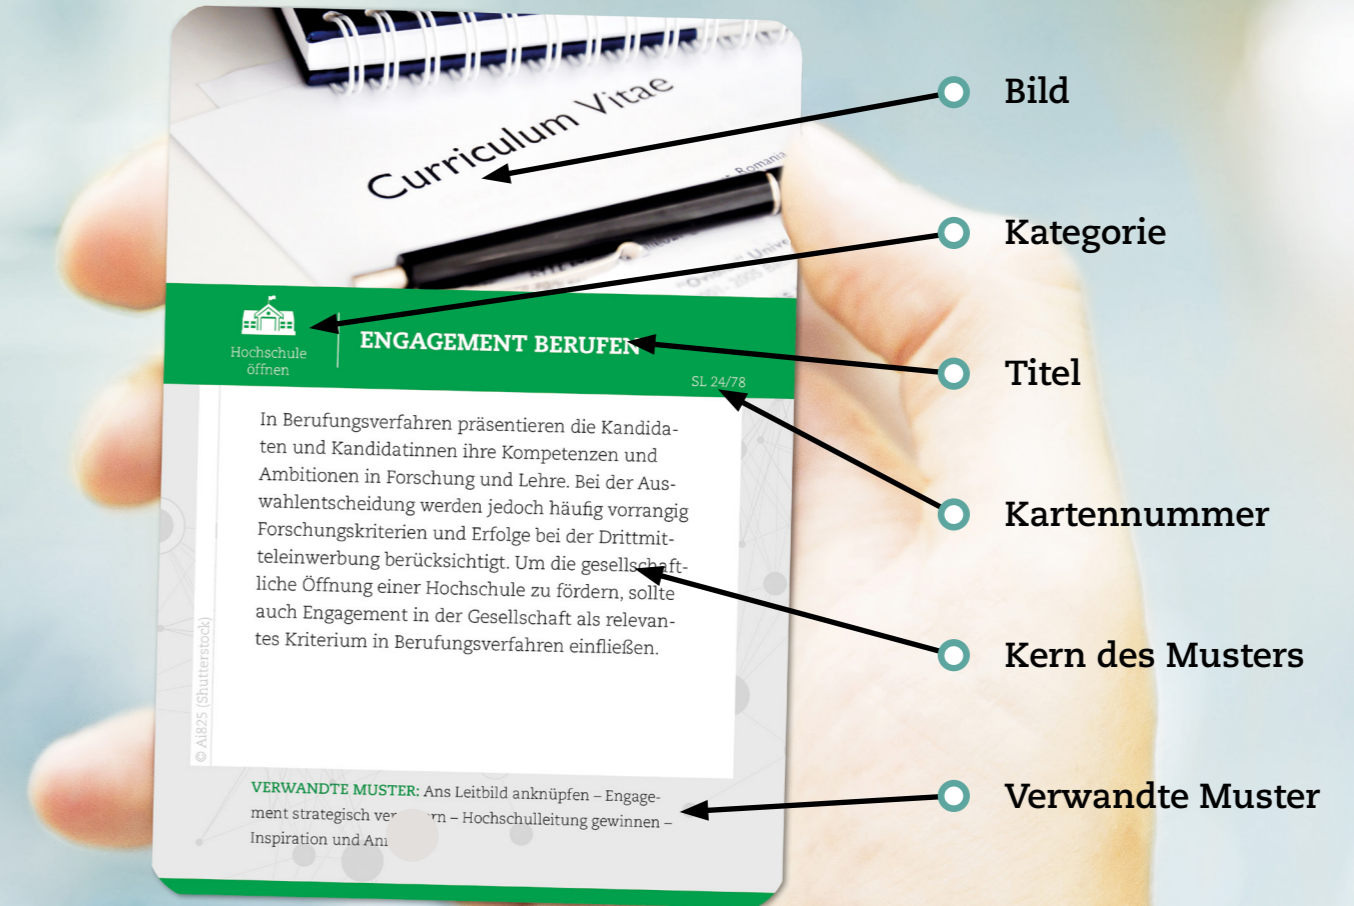 Curriculum Vitae
Romania
Hochschule
öffnen
ENGAGEMENT BERUFEN
SL 24/78
In Berufungsverfahren präsentieren die Kandida-
ten und Kandidatinnen ihre Kompetenzen und
Ambitionen in Forschung und Lehre. Bei der Aus-
wahlentscheidung werden jedoch häufig vorrangig
Forschungskriterien und Erfolge bei der Drittmit-
teleinwerbung berücksichtigt. Um die gesellschaft-
liche Öffnung einer Hochschule zu fördern, sollte
auch Engagement in der Gesellschaft als relevan-
tes Kriterium in Berufungsverfahren einfließen.
© Ai825 (Shutterstock)
VERWANDTE MUSTER: Ans Leitbild anknüpfen – Engage-
ment strategisch – Hochschulleitung gewinnen –
Inspiration und
Bild
Kategorie
Titel
Kartennummer
Kern des Musters
Verwandte Muster